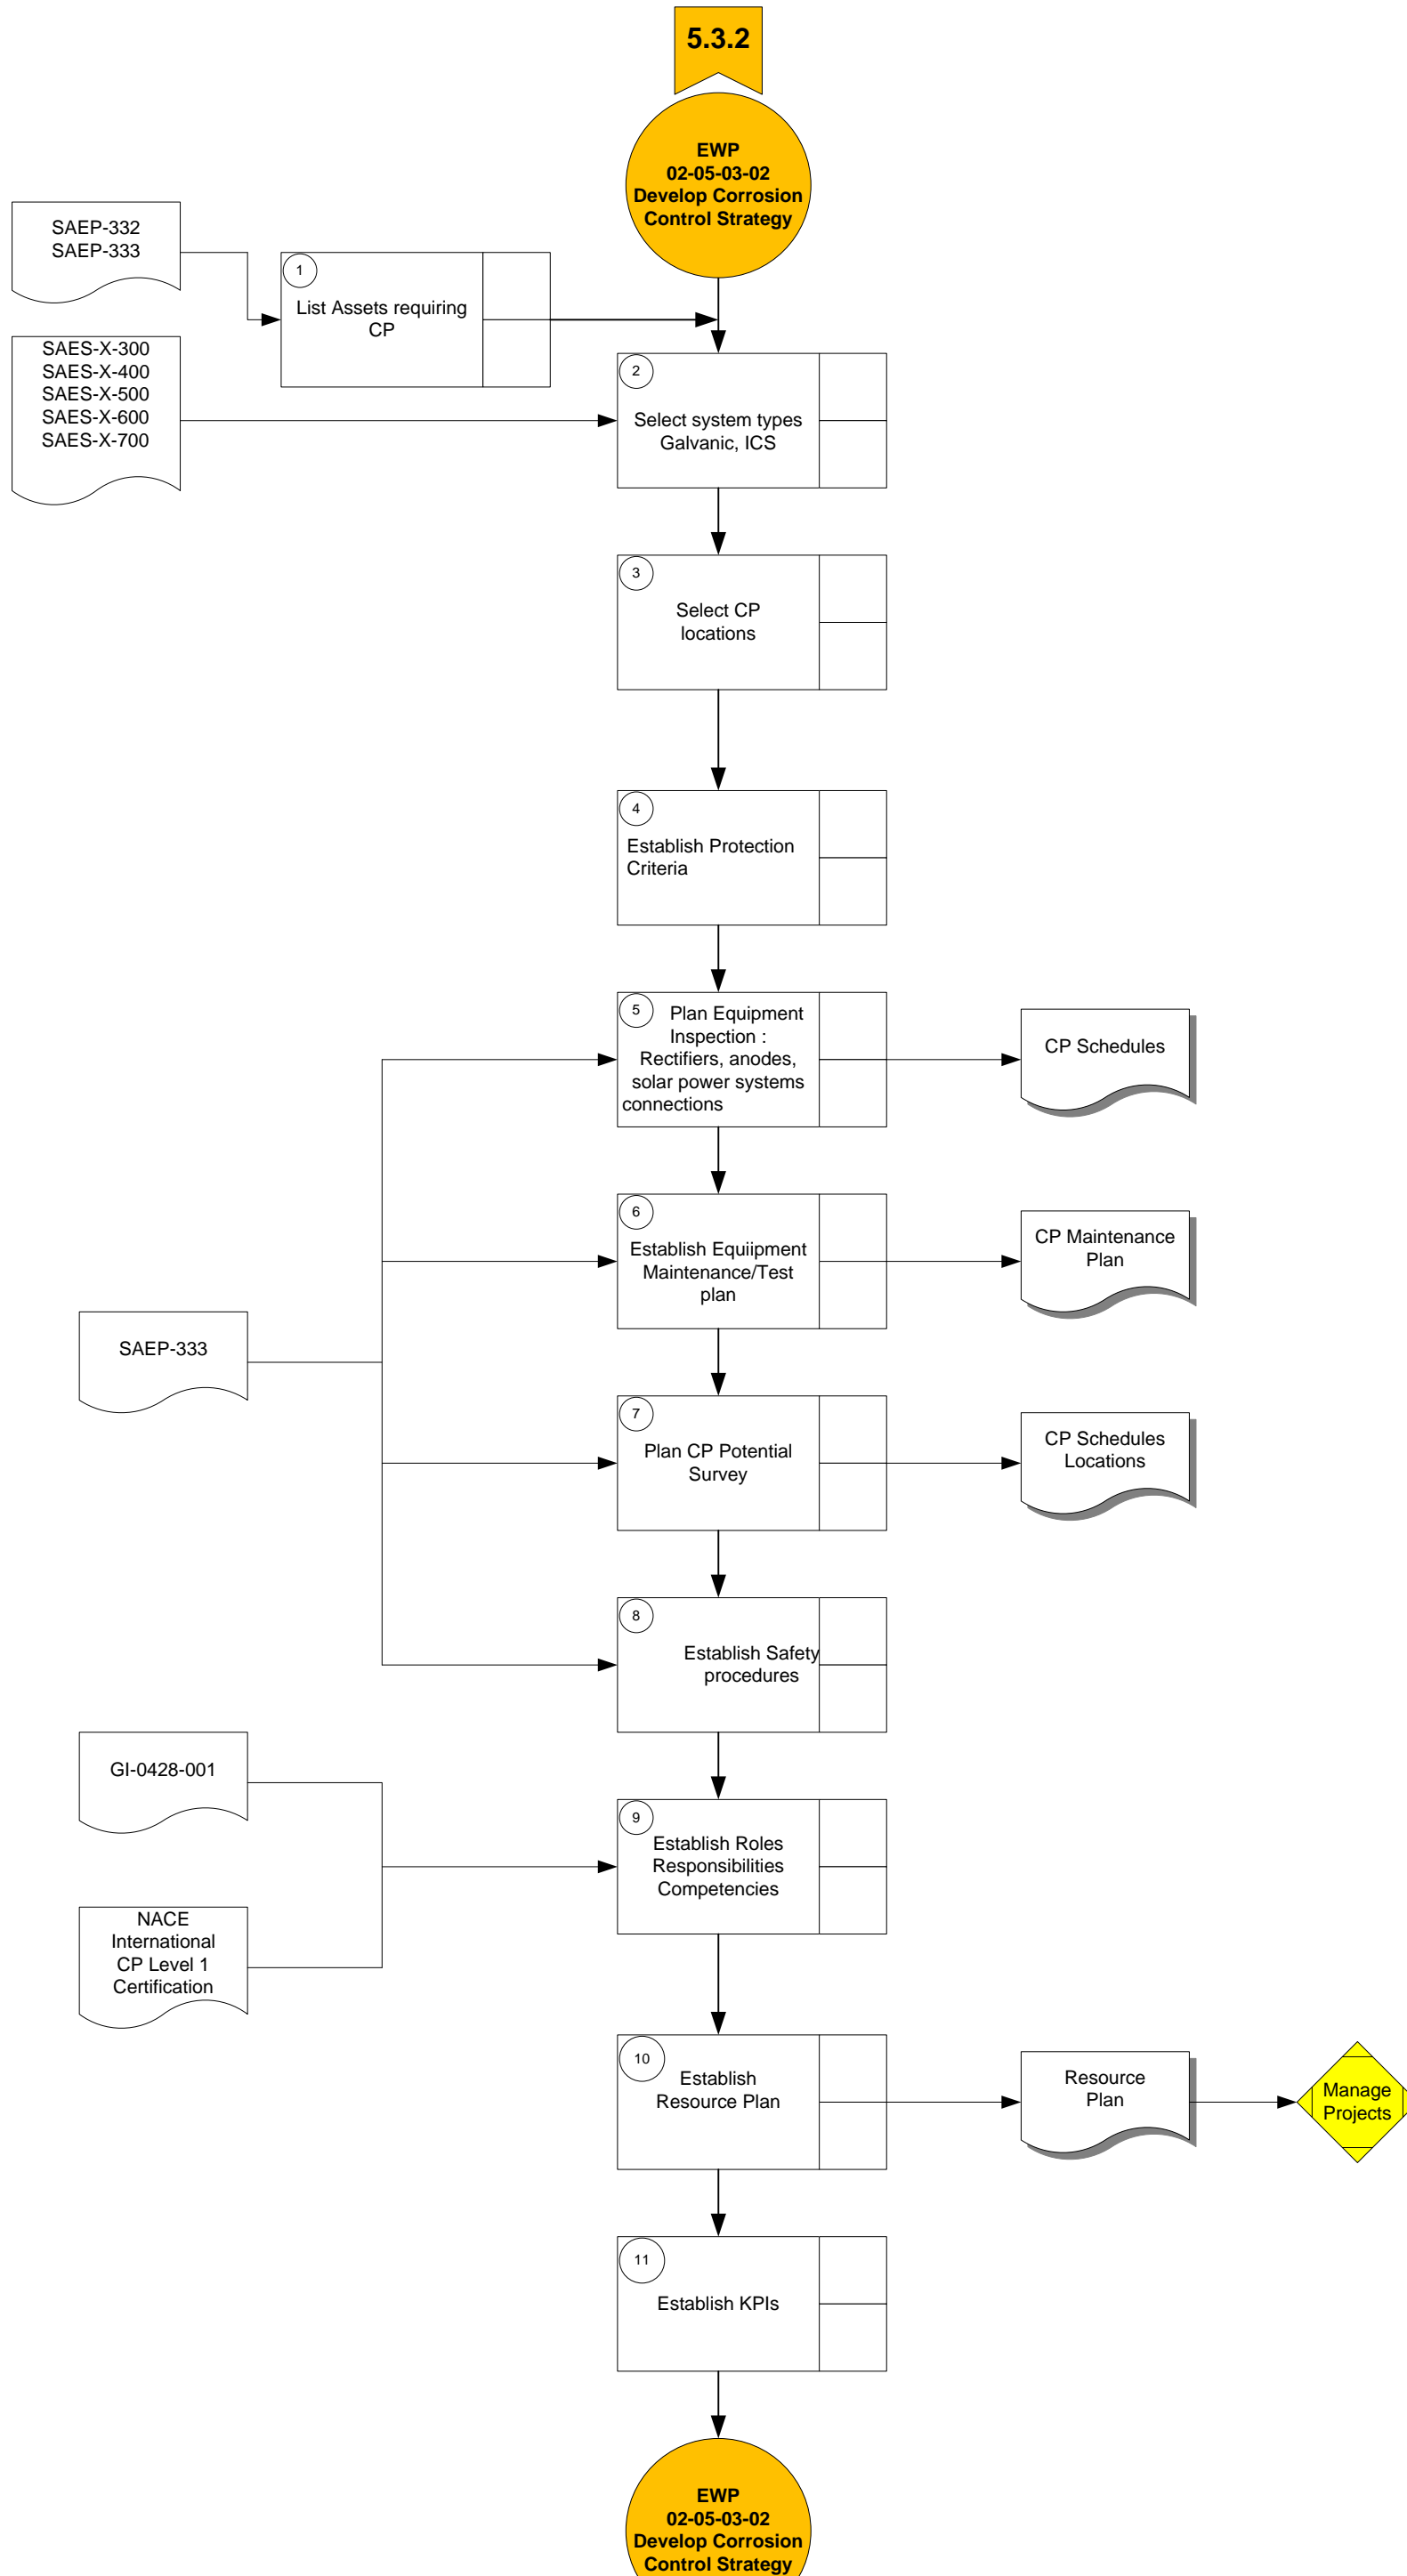 5.3.2
EWP
02-05-03-02
Develop Corrosion
Control Strategy
SAEP-332
SAEP-333
1
List Assets requiring
CP
SAES-X-300
SAES-X-400
SAES-X-500
SAES-X-600
SAES-X-700
2
Select system types
Galvanic, ICS
3
Select CP
locations
4
Establish Protection
Criteria
5
Plan Equipment
Inspection :
Rectifiers, anodes,
solar power systems
connections
CP Schedules
6
Establish Equiipment
Maintenance/Test
plan
CP Maintenance
Plan
SAEP-333
7
Plan CP Potential
Survey
CP Schedules
Locations
8
Establish Safety
procedures
GI-0428-001
9
Establish Roles
Responsibilities
Competencies
NACE
International
CP Level 1
Certification
10
Establish
Resource Plan
Resource
Plan
Manage
Projects
11
Establish KPIs
EWP
02-05-03-02
Develop Corrosion
Control Strategy